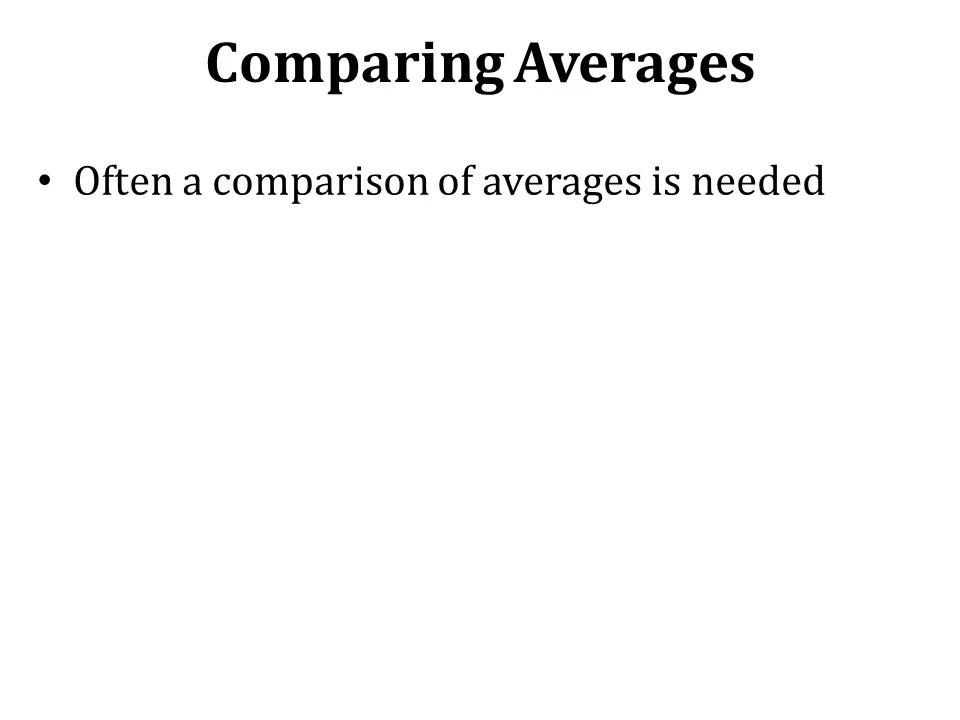 Comparing Averages
• Often a comparison of averages is needed